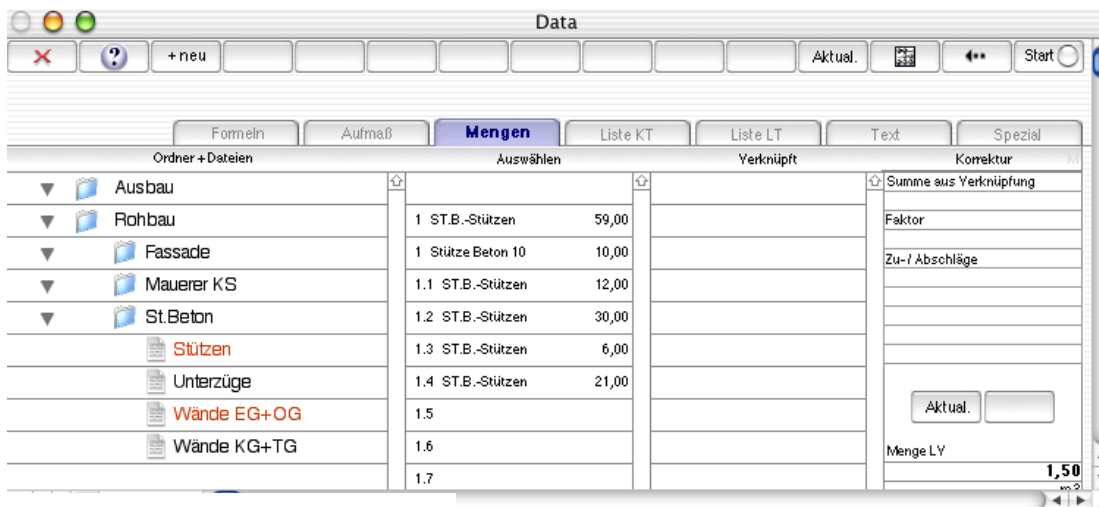 Data
? +neu Aktual. Start
Formeln Aufmaß Mengen Liste KT Liste LT Text Spezial
Ordner + Dateien Auswählen Verknüpft Korrektur M
Ausbau Summe aus Verknüpfung
Rohbau 1 ST.B.-Stützen 59,00 Faktor
Fassade 1 Stütze Beton 10 10,00 Zu- / Abschläge
Mauerer KS 1.1 ST.B.-Stützen 12,00
St.Beton 1.2 ST.B.-Stützen 30,00
Stützen 1.3 ST.B.-Stützen 6,00
Unterzüge 1.4 ST.B.-Stützen 21,00
Wände EG+OG 1.5 Aktual.
Wände KG+TG 1.6 Menge LV
1.7 1,50
m3